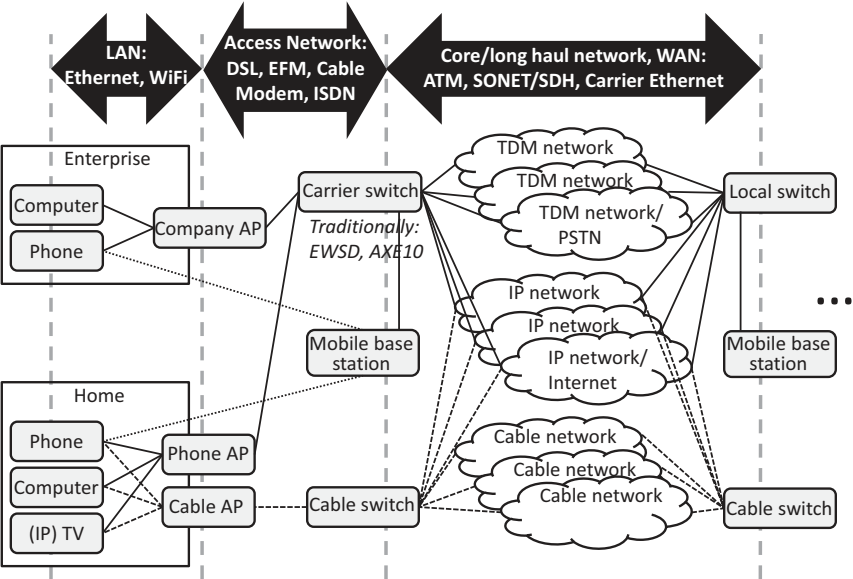 LAN:
Ethernet, WiFi
Access Network:
DSL, EFM, Cable
Modem, ISDN
Core/long haul network, WAN:
ATM, SONET/SDH, Carrier Ethernet
Enterprise
Computer
Phone
Company AP
Carrier switch
Traditionally:
EWSD, AXE10
TDM network
TDM network
TDM network/
PSTN
Local switch
IP network
IP network
IP network/
Internet
Mobile base
station
Mobile base
station
...
Home
Phone
Computer
(IP) TV
Phone AP
Cable AP
Cable switch
Cable network
Cable network
Cable network
Cable switch